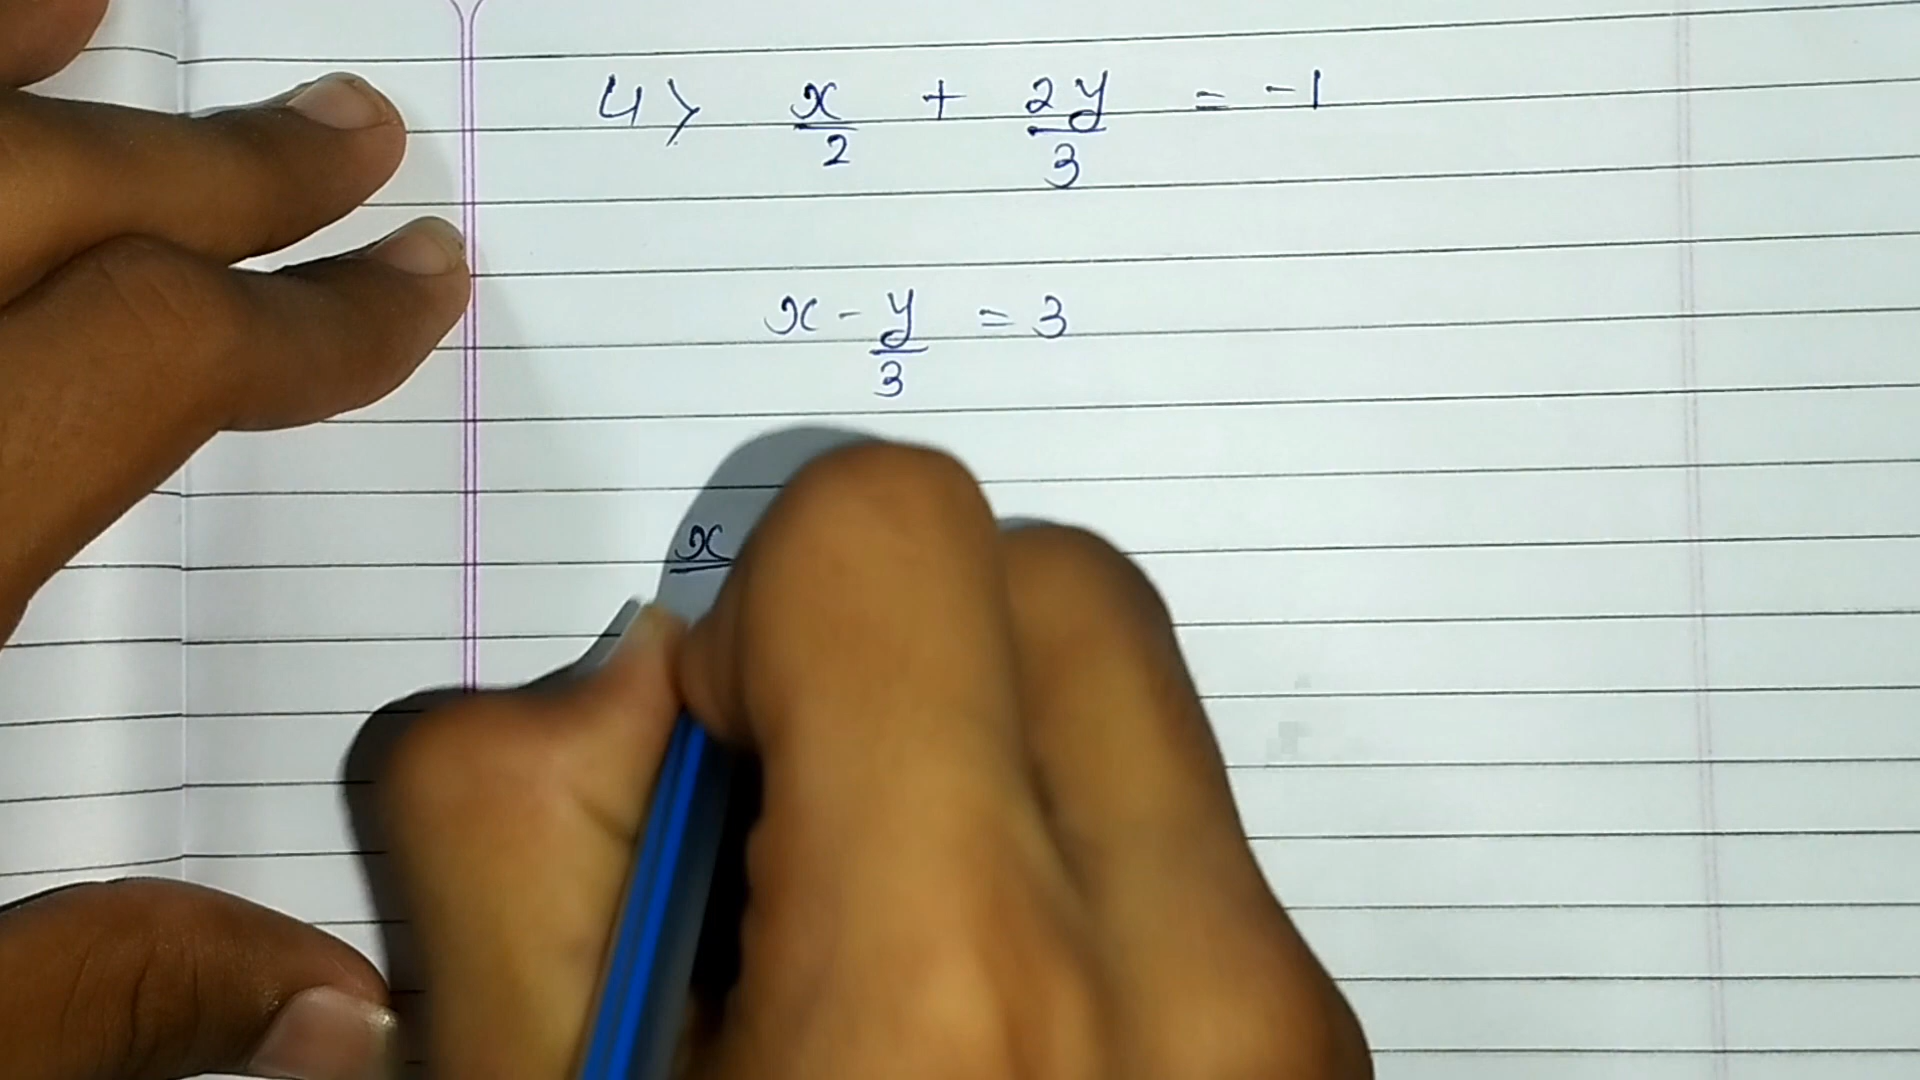 4> x/2 + 2y/3 = -1
x - y/3 = 3
x